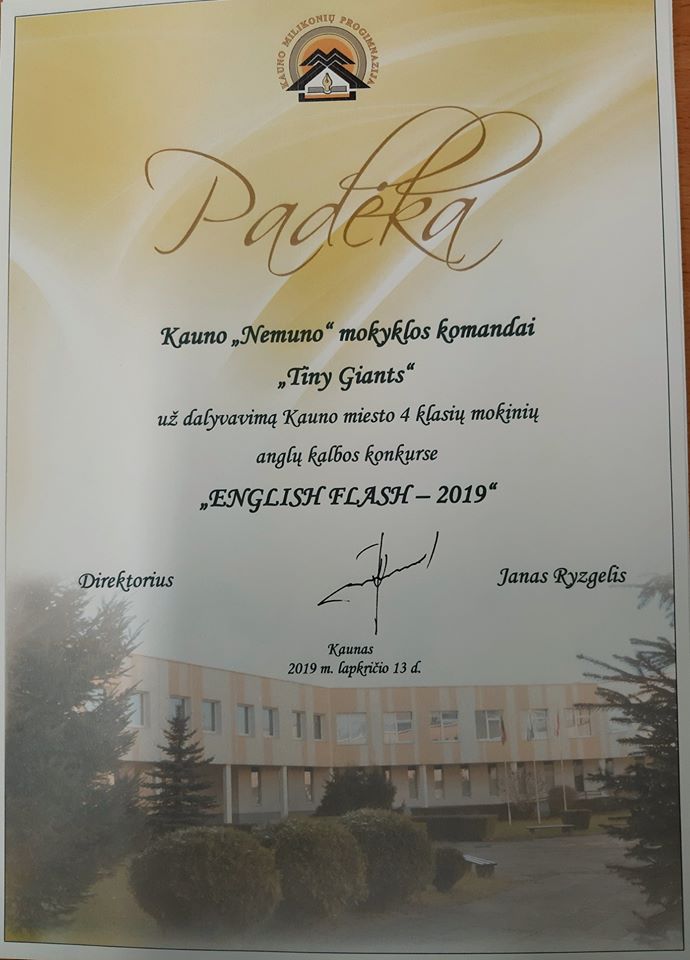 KAUNO MILIKONIŲ PROGIMNAZIJA
Padėka
Kauno „Nemuno“ mokyklos komandai
„Tiny Giants“
už dalyvavimą Kauno miesto 4 klasių mokinių
anglų kalbos konkurse
„ENGLISH FLASH – 2019“
Direktorius
Janas Ryzgelis
Kaunas
2019 m. lapkričio 13 d.